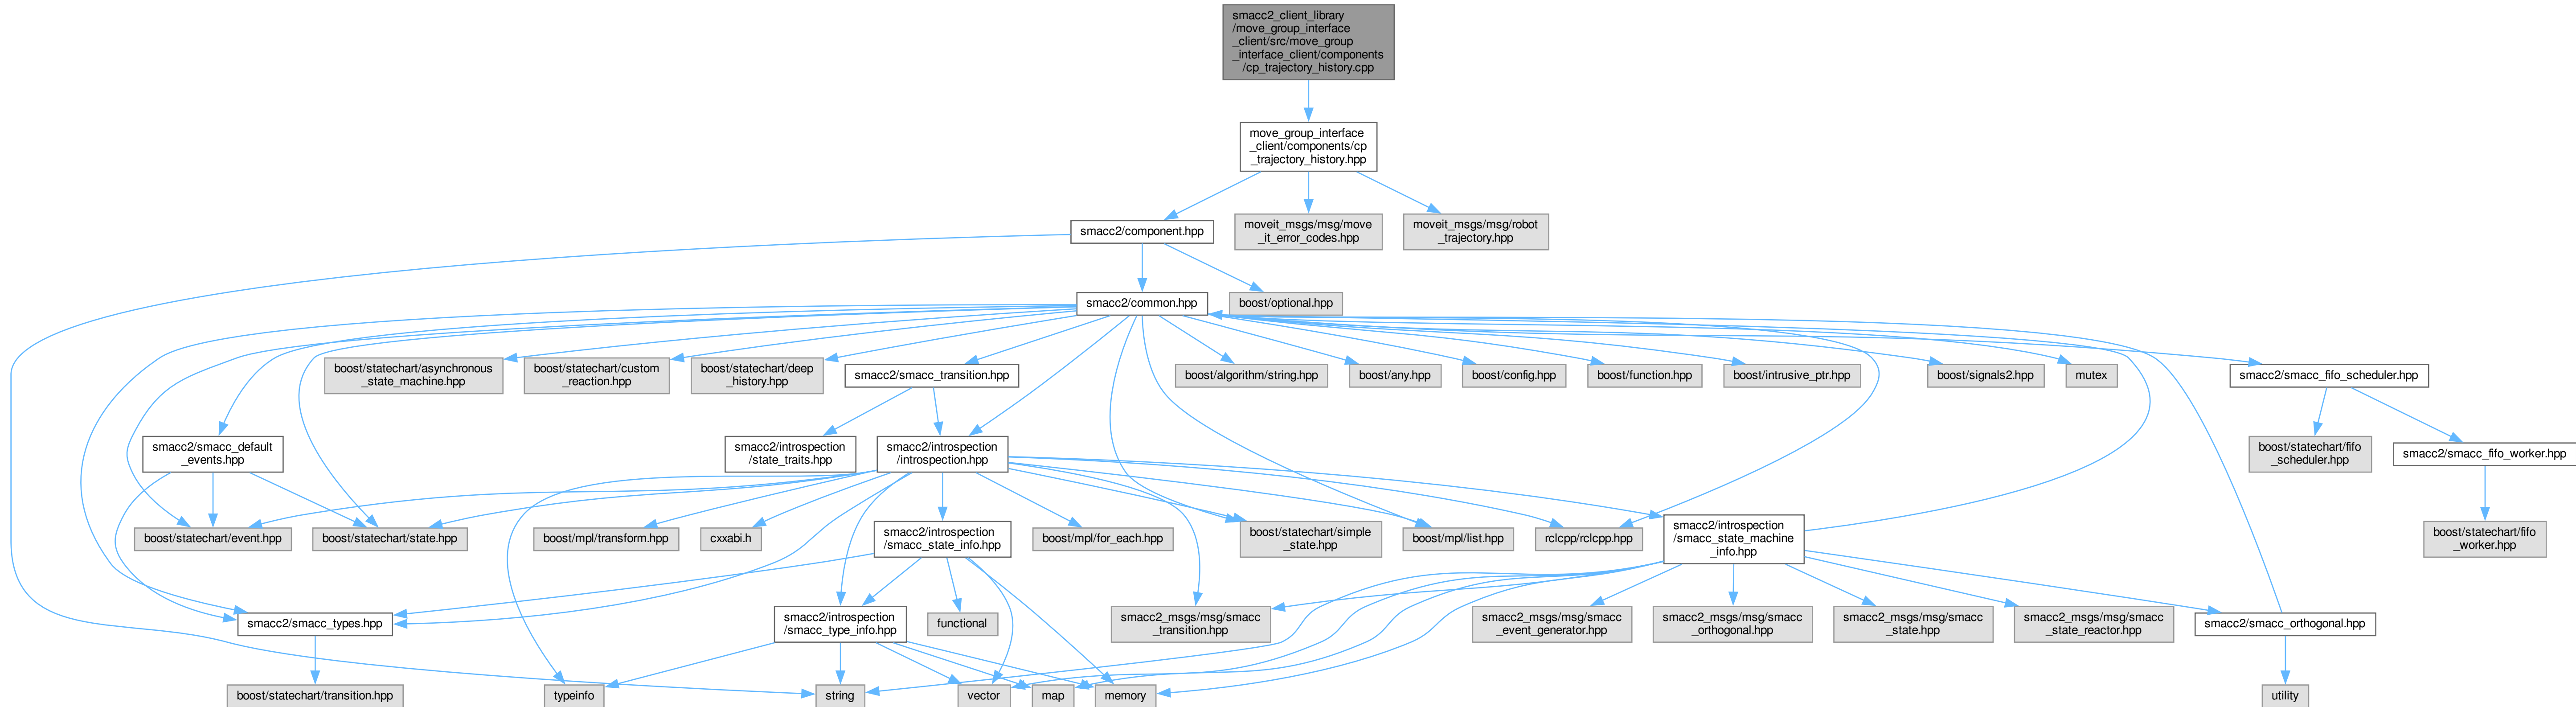 smacc2_client_library
/move_group_interface
_client/src/move_group
_interface_client/components
/cp_trajectory_history.cpp
move_group_interface
_client/components/cp
_trajectory_history.hpp
smacc2/component.hpp
moveit_msgs/msg/move
_it_error_codes.hpp
moveit_msgs/msg/robot
_trajectory.hpp
smacc2/common.hpp
boost/optional.hpp
boost/statechart/asynchronous
_state_machine.hpp
boost/statechart/custom
_reaction.hpp
boost/statechart/deep
_history.hpp
smacc2/smacc_transition.hpp
boost/algorithm/string.hpp
boost/any.hpp
boost/config.hpp
boost/function.hpp
boost/intrusive_ptr.hpp
boost/signals2.hpp
mutex
smacc2/smacc_fifo_scheduler.hpp
smacc2/smacc_default
_events.hpp
smacc2/introspection
/state_traits.hpp
smacc2/introspection
/introspection.hpp
boost/statechart/fifo
_scheduler.hpp
smacc2/smacc_fifo_worker.hpp
boost/statechart/event.hpp
boost/statechart/state.hpp
boost/mpl/transform.hpp
cxxabi.h
smacc2/introspection
/smacc_state_info.hpp
boost/mpl/for_each.hpp
boost/statechart/simple
_state.hpp
boost/mpl/list.hpp
rclcpp/rclcpp.hpp
smacc2/introspection
/smacc_state_machine
_info.hpp
boost/statechart/fifo
_worker.hpp
smacc2/smacc_types.hpp
smacc2/introspection
/smacc_type_info.hpp
functional
smacc2_msgs/msg/smacc
_transition.hpp
smacc2_msgs/msg/smacc
_event_generator.hpp
smacc2_msgs/msg/smacc
_orthogonal.hpp
smacc2_msgs/msg/smacc
_state.hpp
smacc2_msgs/msg/smacc
_state_reactor.hpp
smacc2/smacc_orthogonal.hpp
boost/statechart/transition.hpp
typeinfo
string
vector
map
memory
utility